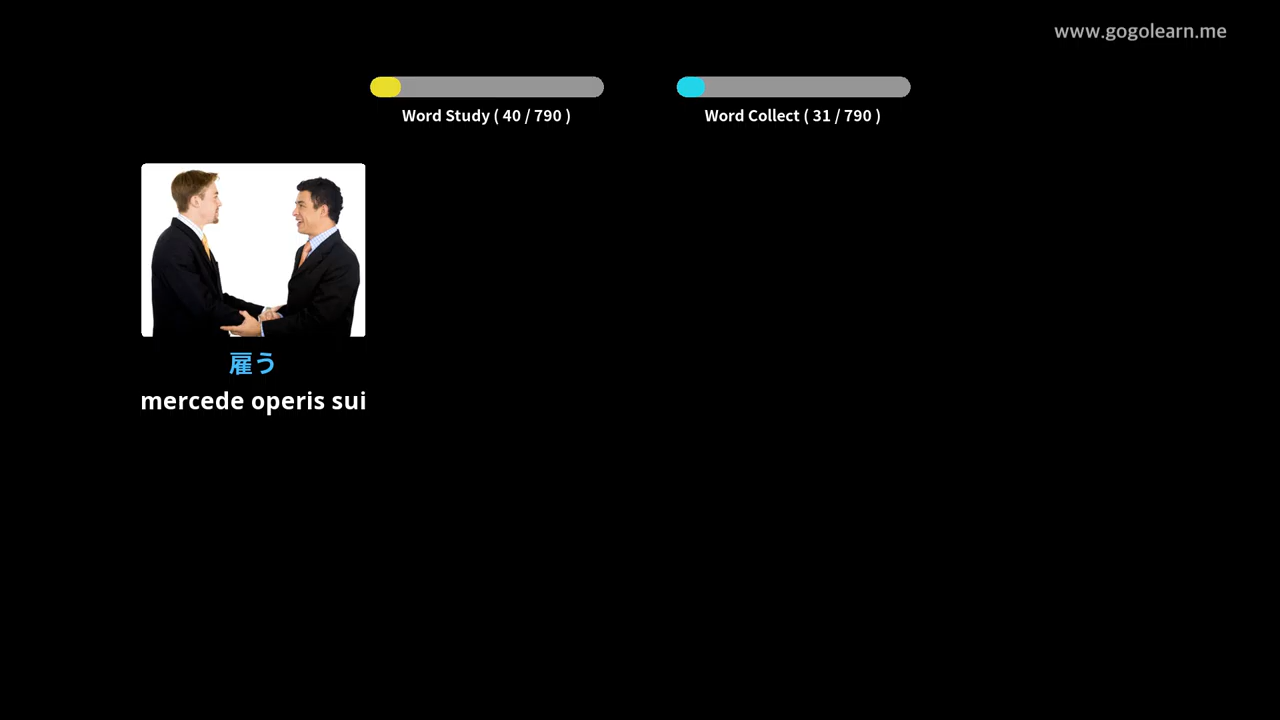 www.gogolearn.me
Word Study ( 40 / 790 )
Word Collect ( 31 / 790 )
雇う
mercede operis sui